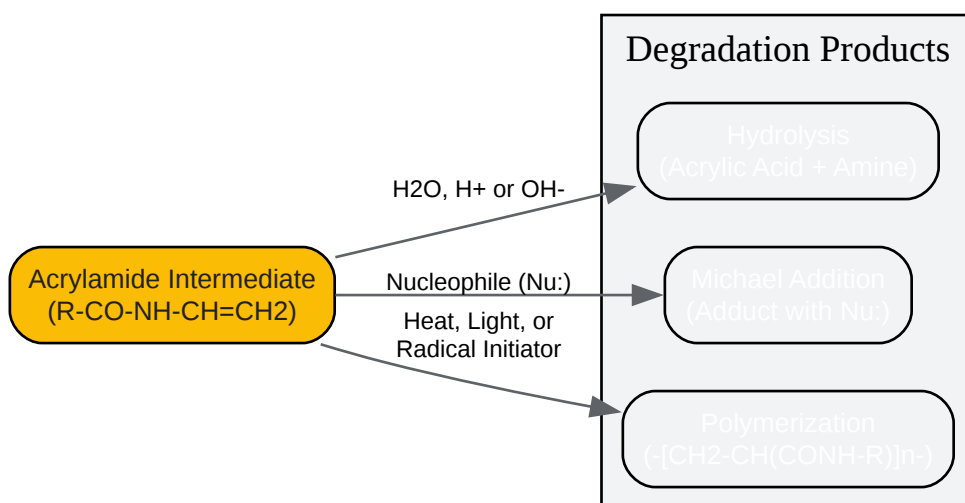 Degradation Products
Hydrolysis
(Acrylic Acid + Amine)
H2O, H+ or OH-
Acrylamide Intermediate
(R-CO-NH-CH=CH2)
Nucleophile (Nu:)
Michael Addition
(Adduct with Nu:)
Heat, Light, or
Radical Initiator
Polymerization
(-[CH2-CH(CONH-R)]n-)